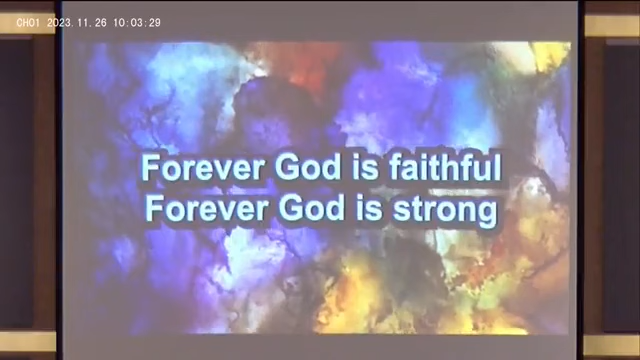 CH01 2023.11.26 10:03:29
Forever God is faithful
Forever God is strong